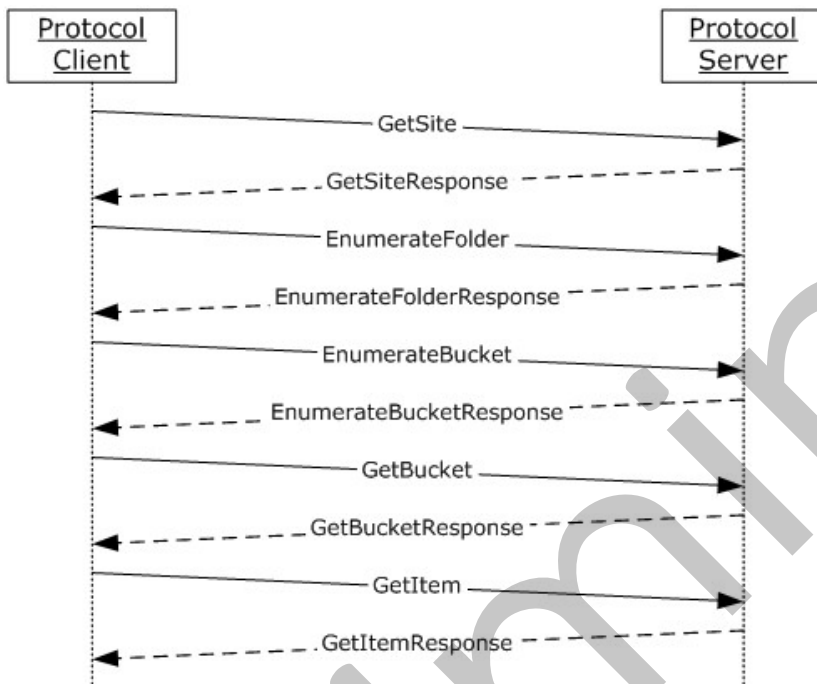 Protocol
Client
Protocol
Server
GetSite
GetSiteResponse
EnumerateFolder
EnumerateFolderResponse
EnumerateBucket
EnumerateBucketResponse
GetBucket
GetBucketResponse
GetItem
GetItemResponse